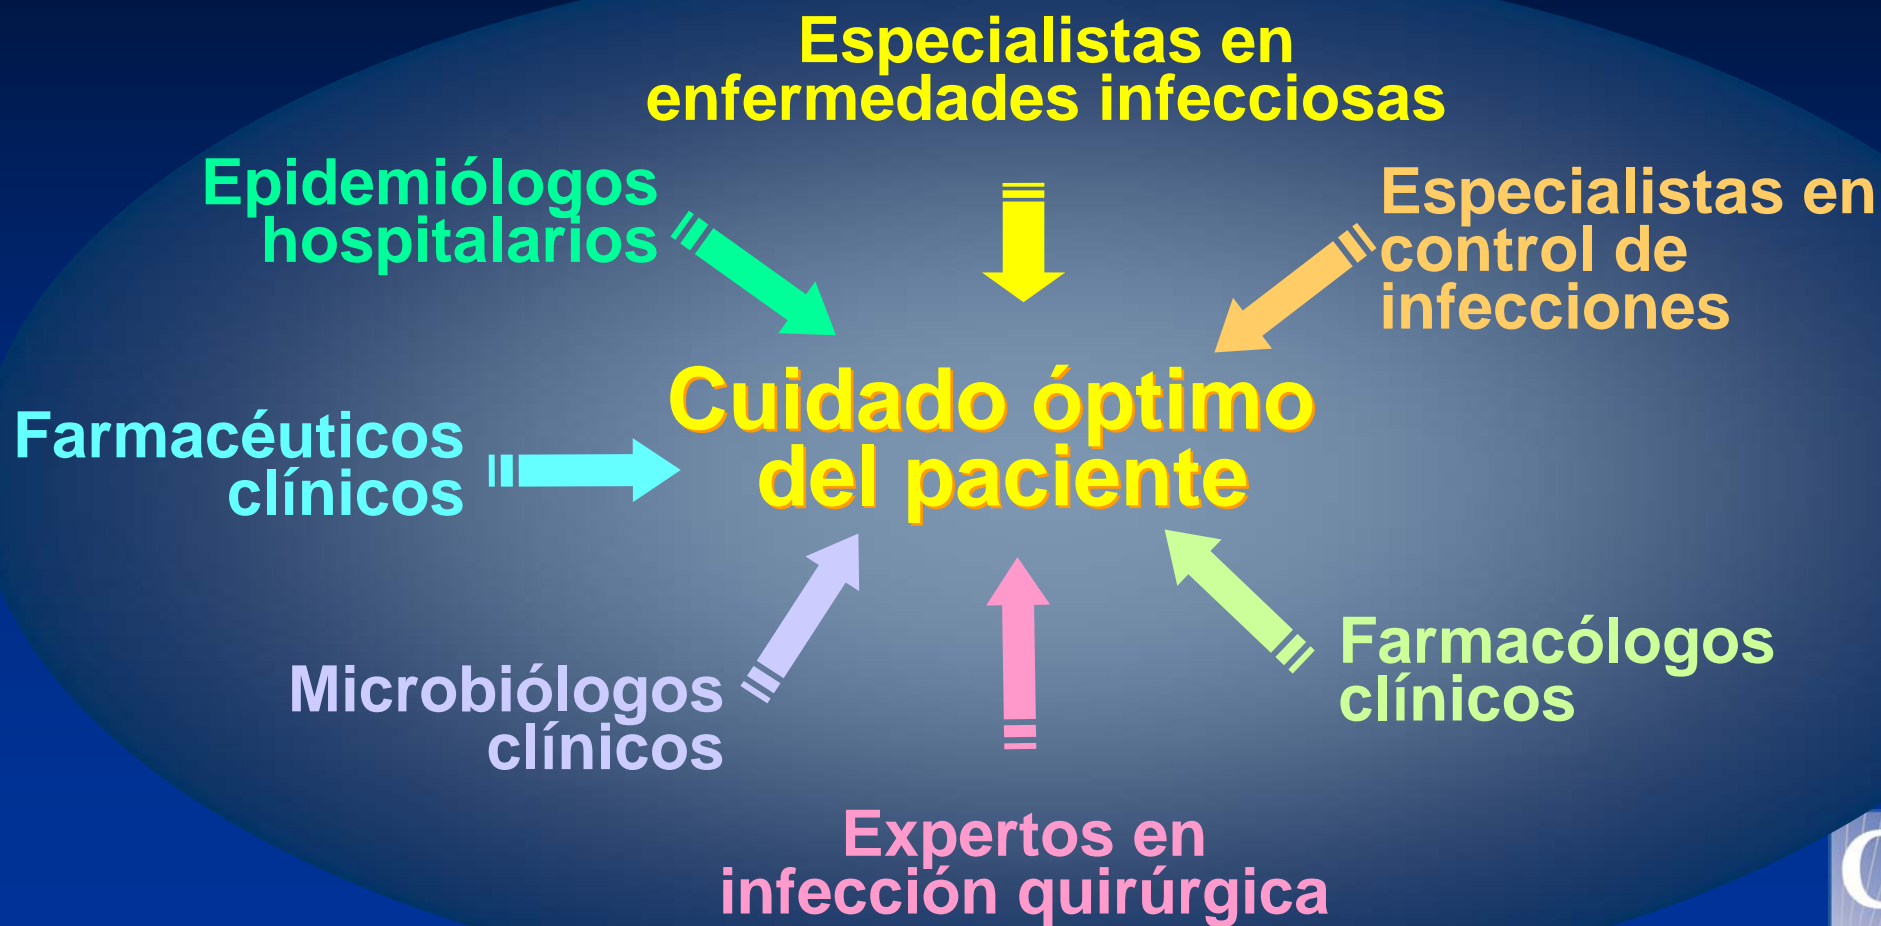 Especialistas en
enfermedades infecciosas
Epidemiólogos
hospitalarios
Especialistas en
control de
infecciones
Cuidado óptimo
del paciente
Farmacéuticos
clínicos
Microbiólogos
clínicos
Farmacólogos
clínicos
Expertos en
infección quirúrgica